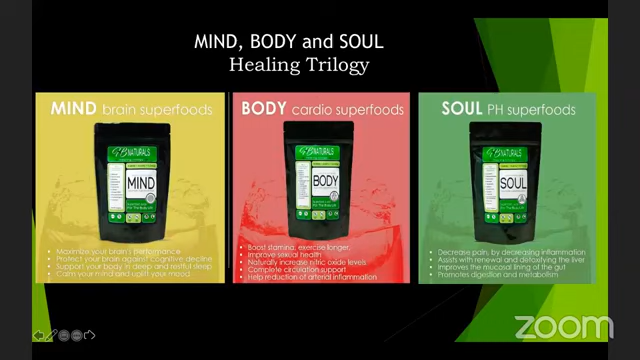 MIND, BODY and SOUL
Healing Trilogy
MIND brain superfoods
NATURALS
MIND
• Maximize your brain's performance
• Protect your brain against cognitive decline
• Support your body in deep and restful sleep
• Calm your mind and uplift your mood
BODY cardio superfoods
NATURALS
BODY
• Boost stamina, exercise longer,
• Improve sexual health
• Naturally increase nitric oxide levels
• Complete circulation support
• Help reduction of arterial inflammation
SOUL PH superfoods
NATURALS
SOUL
• Decrease pain, by decreasing inflammation
• Assists with renewal and detoxifying the liver
• Improves the mucosal lining of the gut
• Promotes digestion and metabolism
zoom